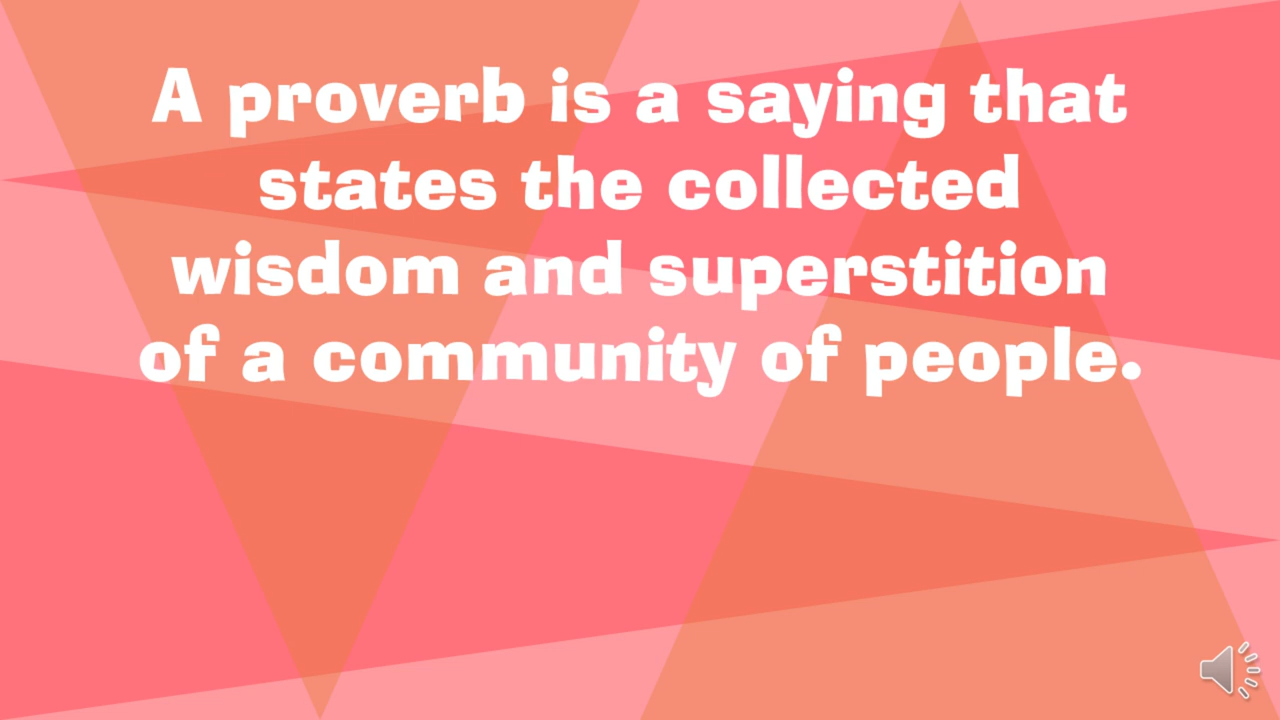 A proverb is a saying that
states the collected
wisdom and superstition
of a community of people.